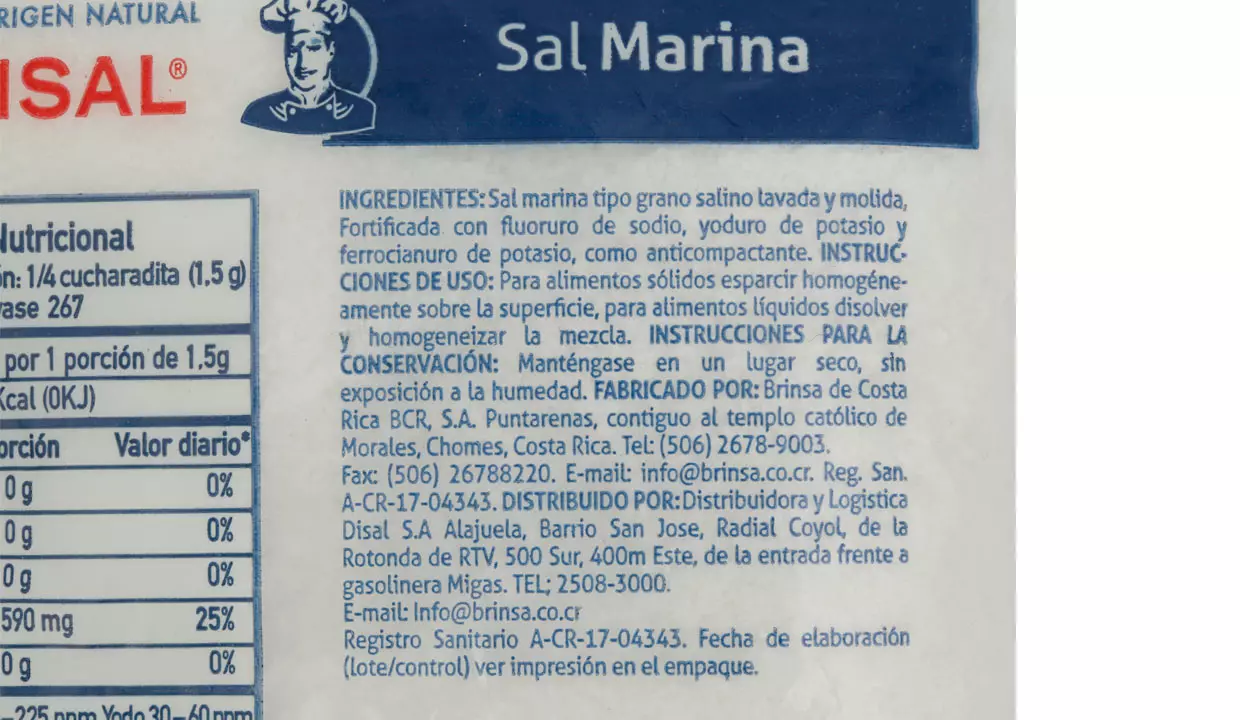 RIGEN NATURAL
ISAL®
Sal Marina
Nutricional
ón: 1/4 cucharadita (1,5 g)
vase 267
por 1 porción de 1,5g
Kcal (0KJ)
orción Valor diario*
0 g 0%
0 g 0%
0 g 0%
590 mg 25%
0 g 0%
–225 ppm Yodo 30–60 ppm
INGREDIENTES: Sal marina tipo grano salino lavada y molida,
Fortificada con fluoruro de sodio, yoduro de potasio y
ferrocianuro de potasio, como anticompactante. INSTRUC-
CIONES DE USO: Para alimentos sólidos esparcir homogéne-
amente sobre la superficie, para alimentos líquidos disolver
y homogeneizar la mezcla. INSTRUCCIONES PARA LA
CONSERVACIÓN: Manténgase en un lugar seco, sin
exposición a la humedad. FABRICADO POR: Brinsa de Costa
Rica BCR, S.A. Puntarenas, contiguo al templo católico de
Morales, Chomes, Costa Rica. Tel: (506) 2678-9003.
Fax: (506) 26788220. E-mail: info@brinsa.co.cr. Reg. San.
A-CR-17-04343. DISTRIBUIDO POR: Distribuidora y Logistica
Disal S.A Alajuela, Barrio San Jose, Radial Coyol, de la
Rotonda de RTV, 500 Sur, 400m Este, de la entrada frente a
gasolinera Migas. TEL; 2508-3000.
E-mail: Info@brinsa.co.cr
Registro Sanitario A-CR-17-04343. Fecha de elaboración
(lote/control) ver impresión en el empaque.